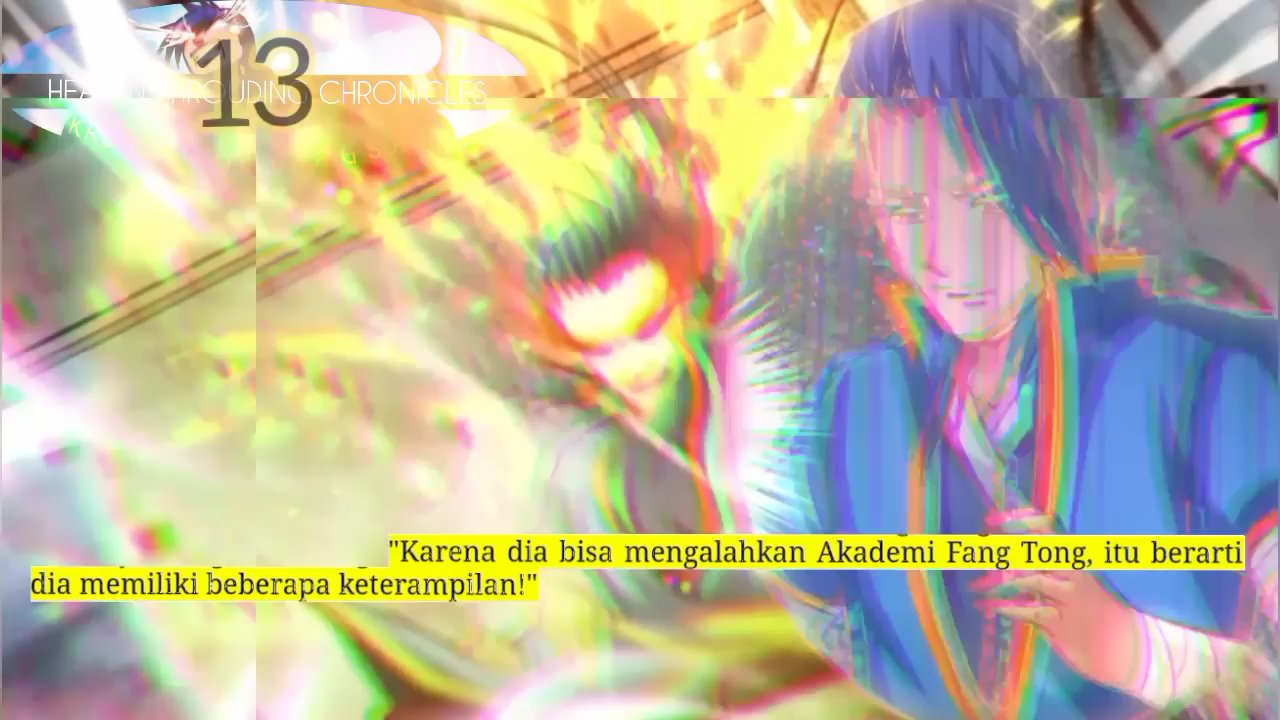 13
CHRONICLES
"Karena dia bisa mengalahkan Akademi Fang Tong, itu berarti
dia memiliki beberapa keterampilan!"